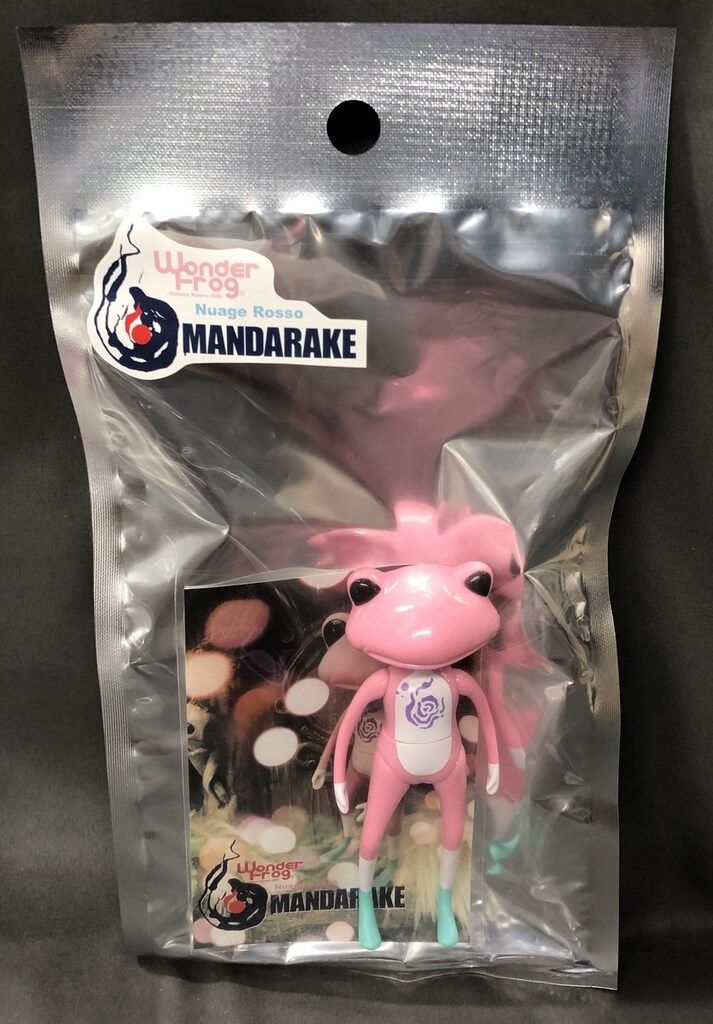 Wonder
Frog
Nuage Rosso
MANDARAKE
Wonder
Frog
MANDARAKE